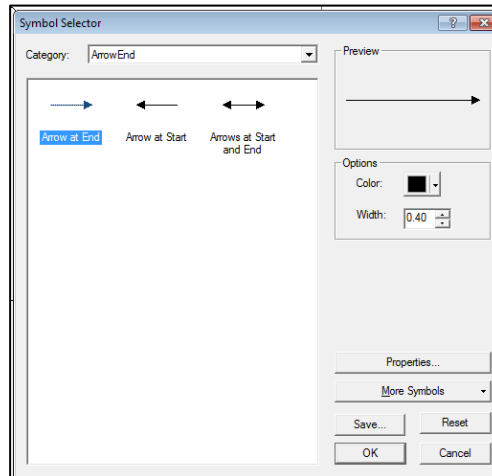 Symbol Selector
Category: ArrowEnd
Arrow at End
Arrow at Start
Arrows at Start
and End
Preview
Options
Color:
Width: 0.40
Properties...
More Symbols
Save... Reset
OK Cancel